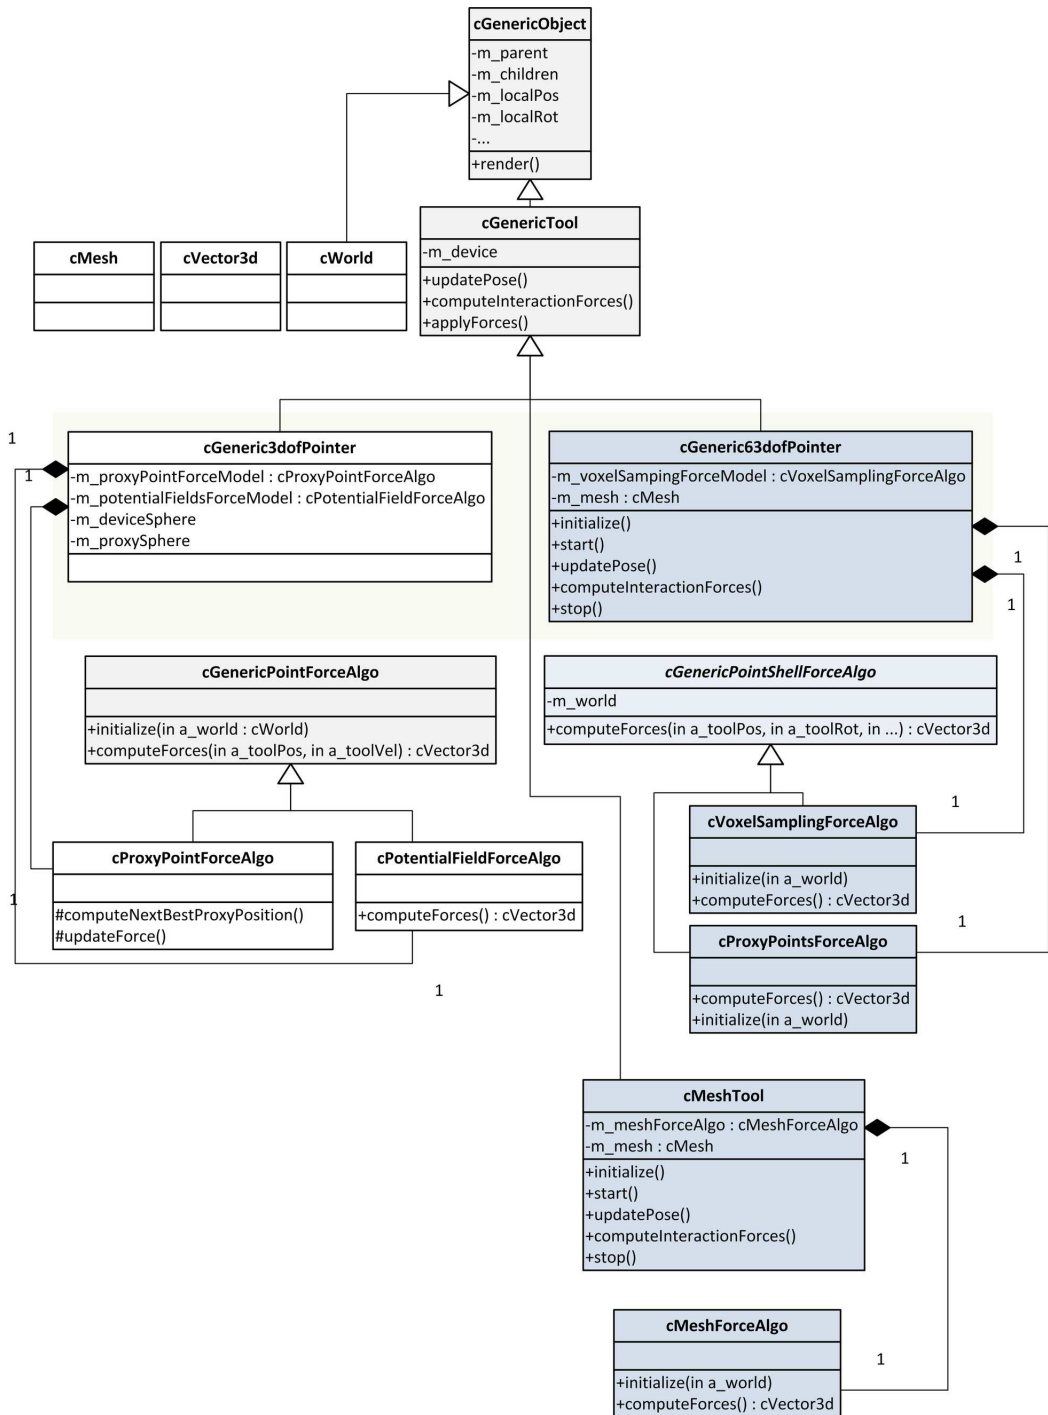 cGenericObject
-m_parent
-m_children
-m_localPos
-m_localRot
-...
+render()
cGenericTool
-m_device
+updatePose()
+computeInteractionForces()
+applyForces()
cMesh
cVector3d
cWorld
1
1
cGeneric3dofPointer
-m_proxyPointForceModel : cProxyPointForceAlgo
-m_potentialFieldsForceModel : cPotentialFieldForceAlgo
-m_deviceSphere
-m_proxySphere
cGeneric63dofPointer
-m_voxelSampingForceModel : cVoxelSamplingForceAlgo
-m_mesh : cMesh
+initialize()
+start()
+updatePose()
+computeInteractionForces()
+stop()
1
1
cGenericPointForceAlgo
+initialize(in a_world : cWorld)
+computeForces(in a_toolPos, in a_toolVel) : cVector3d
cGenericPointShellForceAlgo
-m_world
+computeForces(in a_toolPos, in a_toolRot, in ...) : cVector3d
cProxyPointForceAlgo
#computeNextBestProxyPosition()
#updateForce()
1
cPotentialFieldForceAlgo
+computeForces() : cVector3d
1
1
cVoxelSamplingForceAlgo
+initialize(in a_world)
+computeForces() : cVector3d
1
cProxyPointsForceAlgo
+computeForces() : cVector3d
+initialize(in a_world)
cMeshTool
-m_meshForceAlgo : cMeshForceAlgo
-m_mesh : cMesh
+initialize()
+start()
+updatePose()
+computeInteractionForces()
+stop()
1
cMeshForceAlgo
+initialize(in a_world)
+computeForces() : cVector3d
1